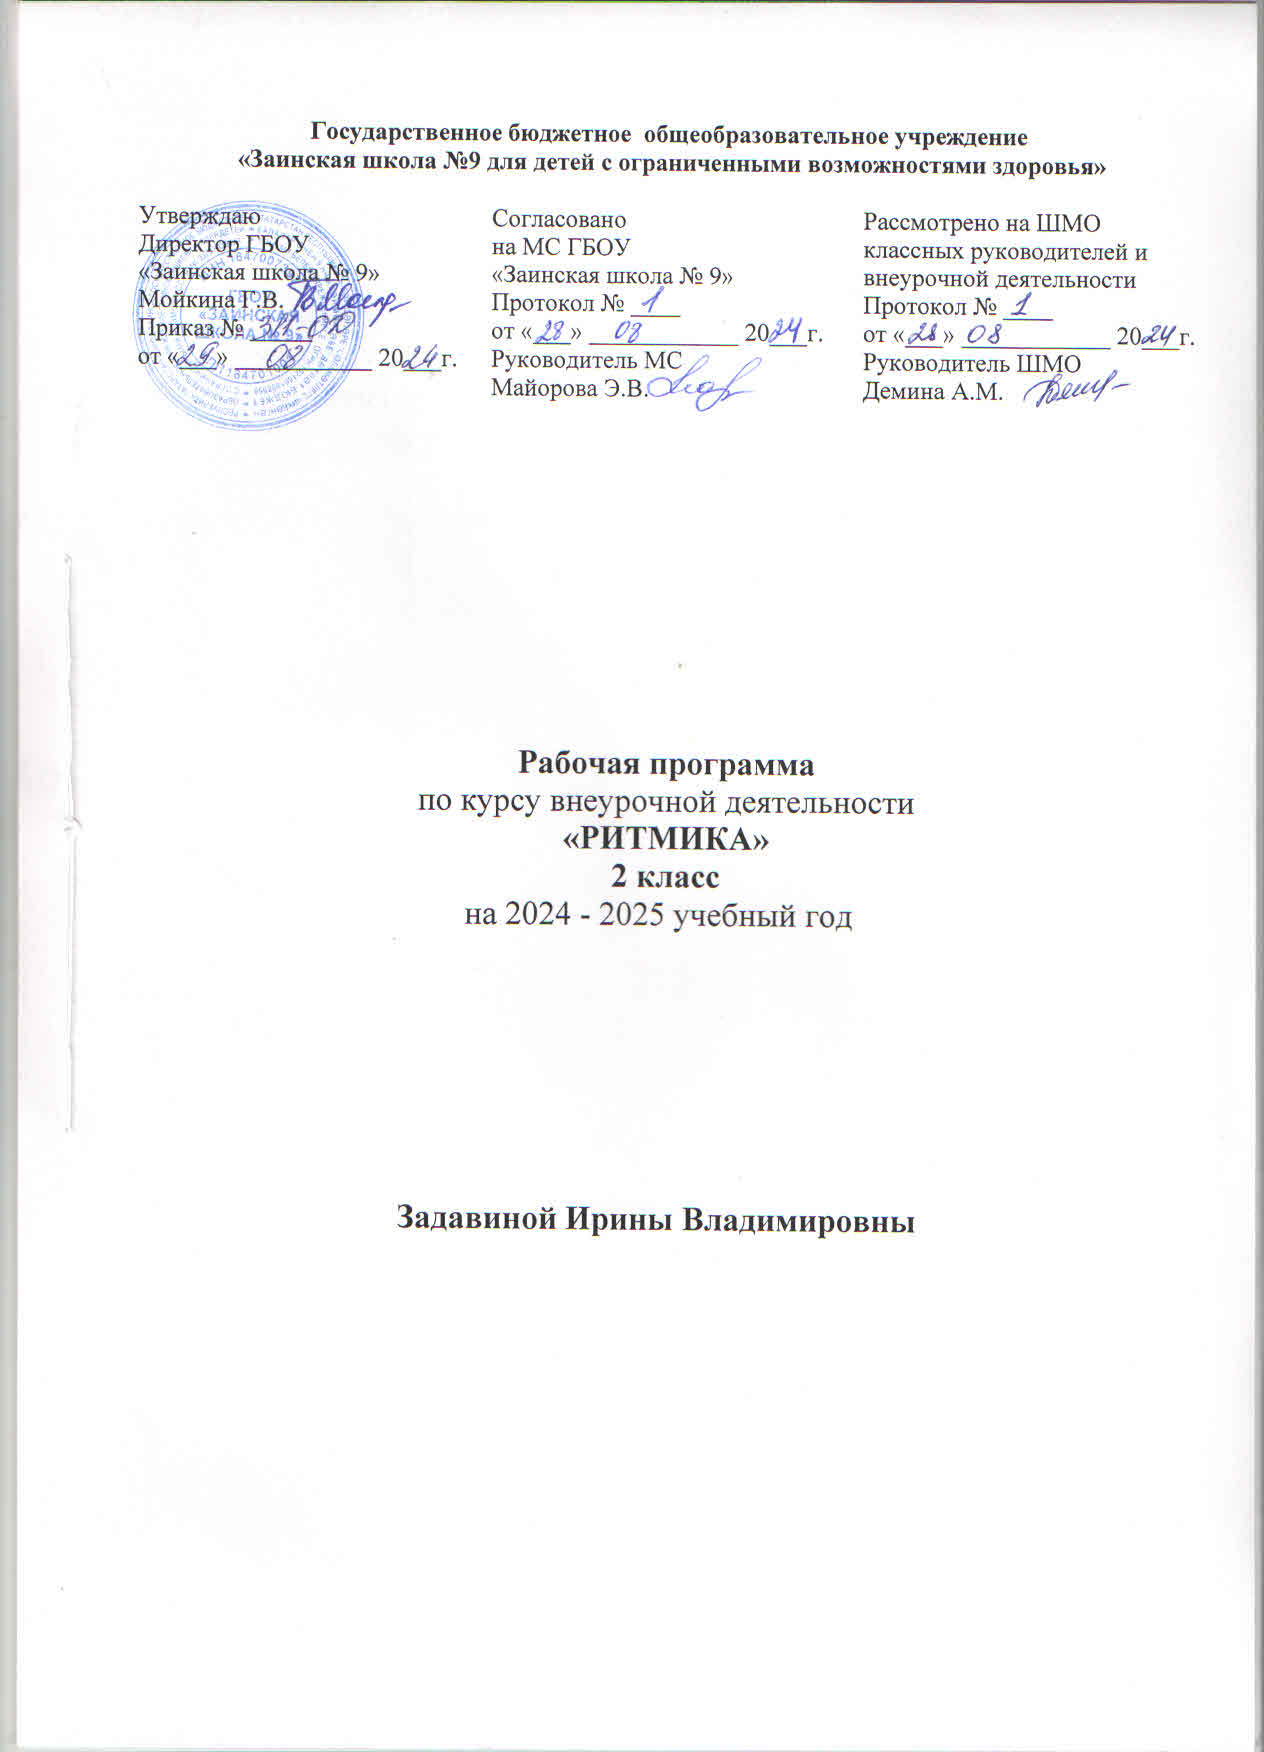 Государственное бюджетное общеобразовательное учреждение
«Заинская школа №9 для детей с ограниченными возможностями здоровья»
Утверждаю
Директор ГБОУ
«Заинская школа № 9»
Мойкина Г.В.
Приказ №
от «29» 08 2024 г.
Согласовано
на МС ГБОУ
«Заинская школа № 9»
Протокол № 1
от «28» 08 2024 г.
Руководитель МС
Майорова Э.В.
Рассмотрено на ШМО
классных руководителей и
внеурочной деятельности
Протокол № 1
от «28» 08 2024 г.
Руководитель ШМО
Демина А.М.
Рабочая программа
по курсу внеурочной деятельности
«РИТМИКА»
2 класс
на 2024 - 2025 учебный год
Задавиной Ирины Владимировны